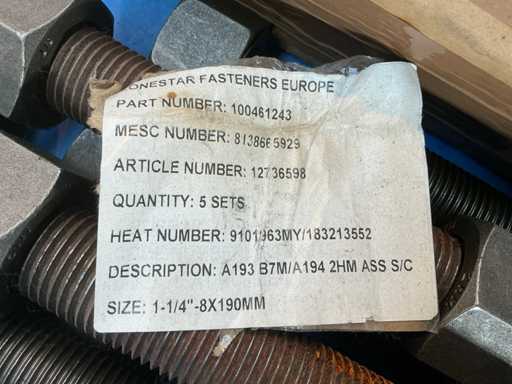 ONESTAR FASTENERS EUROPE
PART NUMBER: 100461243
MESC NUMBER: 8138665929
ARTICLE NUMBER: 12736598
QUANTITY: 5 SETS
HEAT NUMBER: 9101963MY/183213552
DESCRIPTION: A193 B7M/A194 2HM ASS S/C
SIZE: 1-1/4"-8X190MM